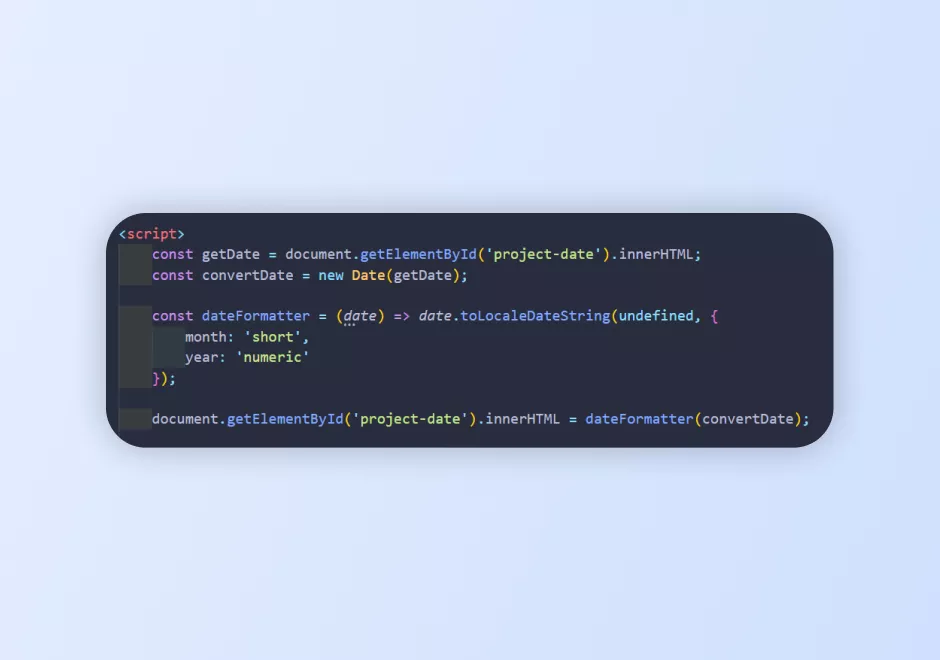 <script>
const getDate = document.getElementById('project-date').innerHTML;
const convertDate = new Date(getDate);
const dateFormatter = (date) => date.toLocaleDateString(undefined, {
month: 'short',
year: 'numeric'
});
document.getElementById('project-date').innerHTML = dateFormatter(convertDate);